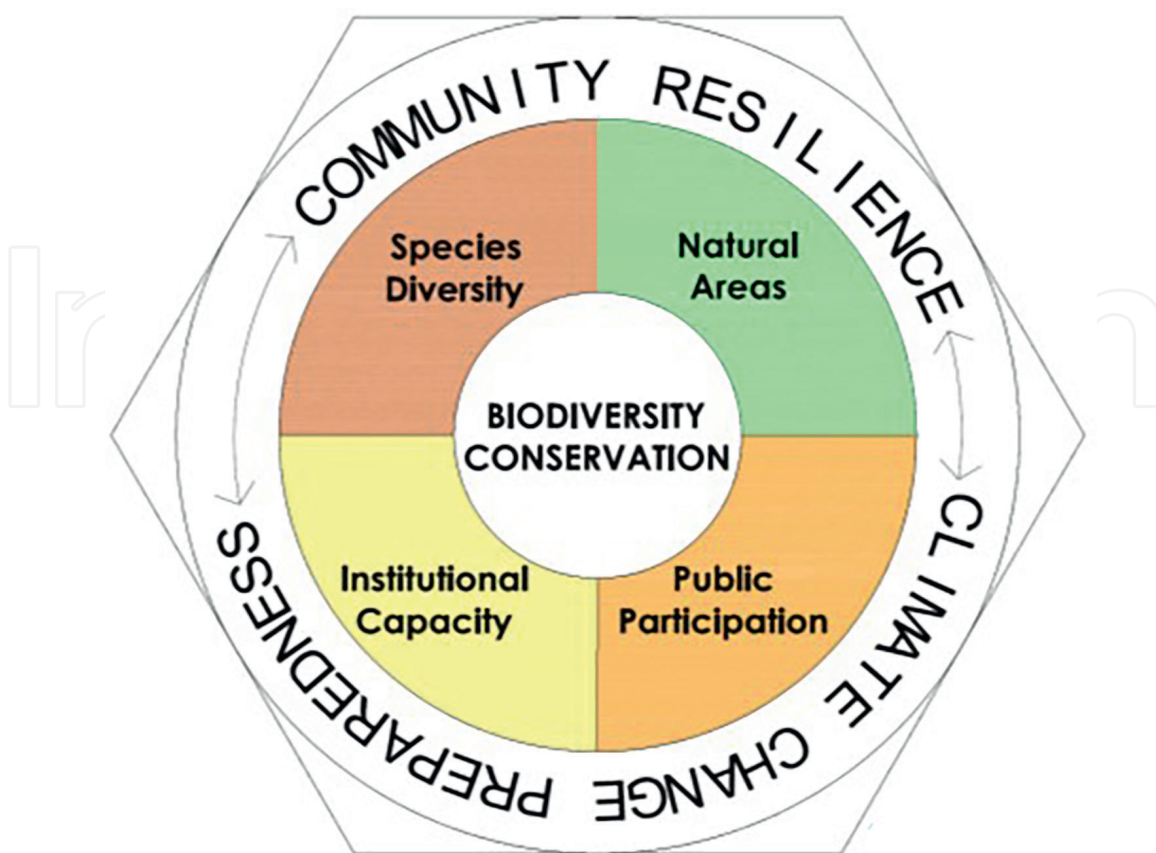 COMMUNITY RESILIENCE
Species
Diversity
Natural
Areas
BIODIVERSITY
CONSERVATION
Institutional
Capacity
Public
Participation
CLIMATE CHANGE PREPAREDNESS